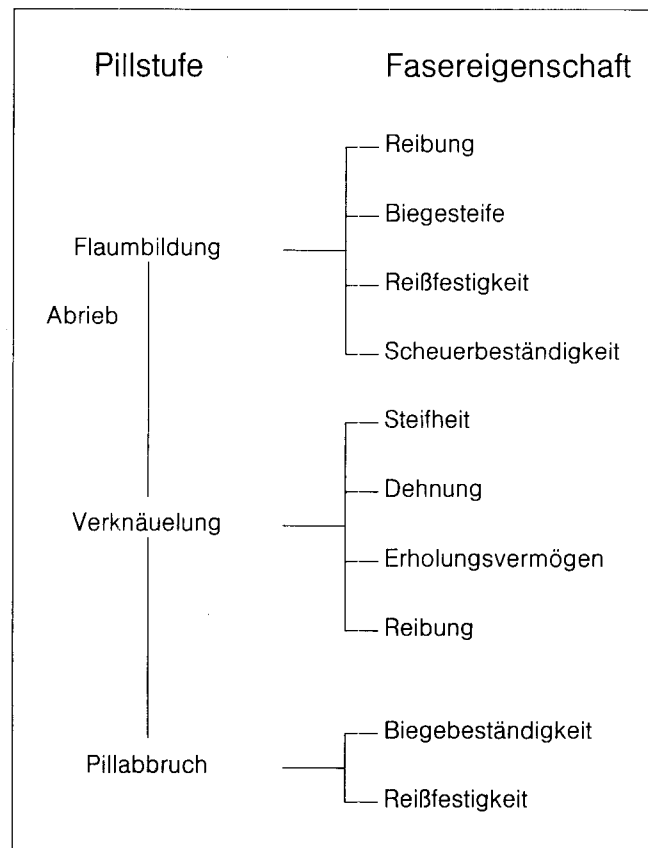 Pillstufe Fasereigenschaft
Reibung
Biegesteife
Flaumbildung
Reißfestigkeit
Abrieb
Scheuerbeständigkeit
Steifheit
Dehnung
Verknäuelung
Erholungsvermögen
Reibung
Biegebeständigkeit
Pillabbruch
Reißfestigkeit